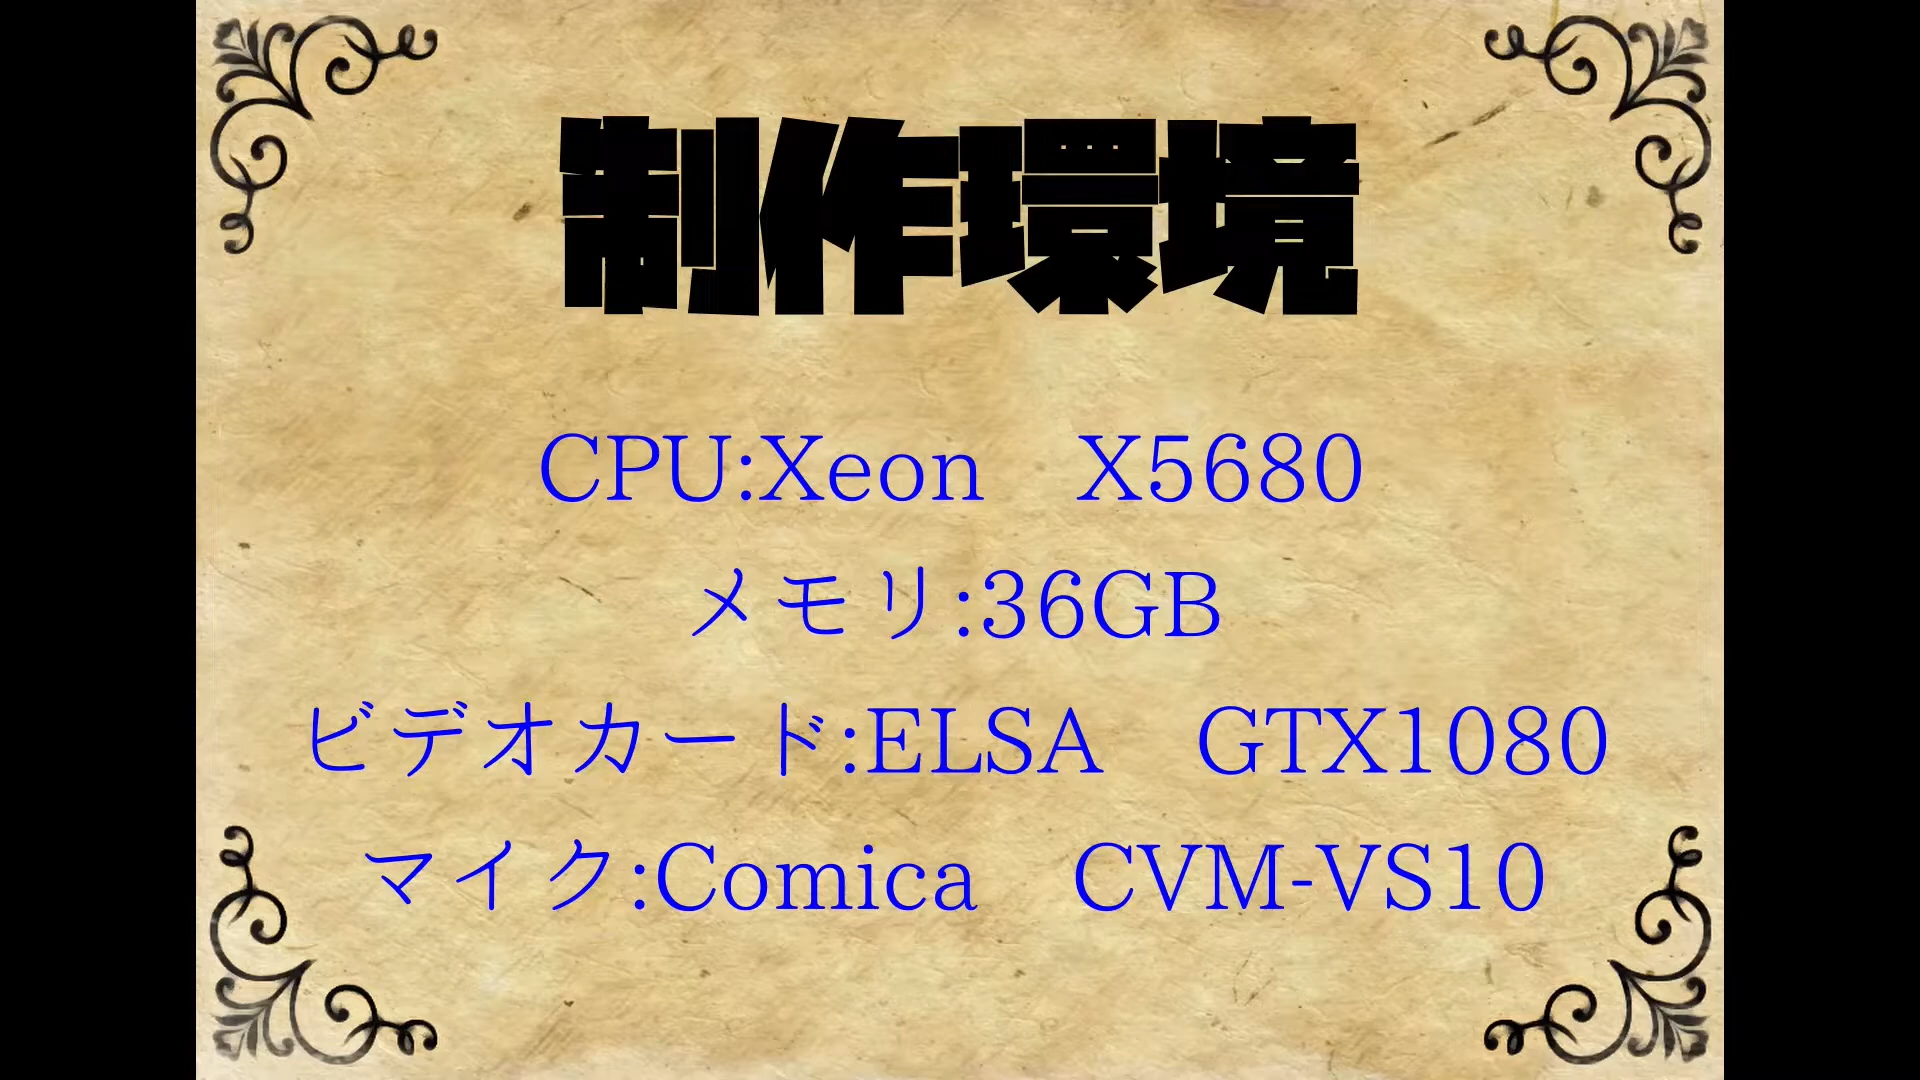 制作環境
CPU:Xeon　X5680
メモリ:36GB
ビデオカード:ELSA　GTX1080
マイク:Comica　CVM-VS10